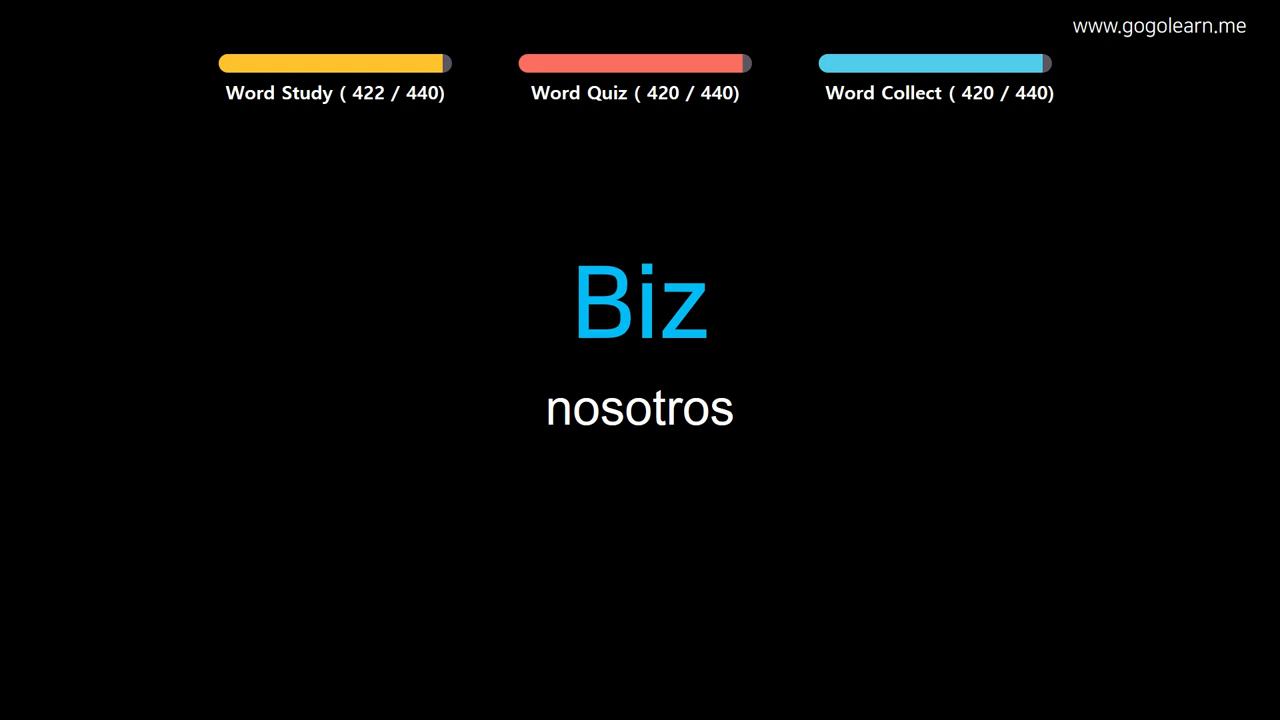 www.gogolearn.me
Word Study ( 422 / 440)
Word Quiz ( 420 / 440)
Word Collect ( 420 / 440)
Biz
nosotros